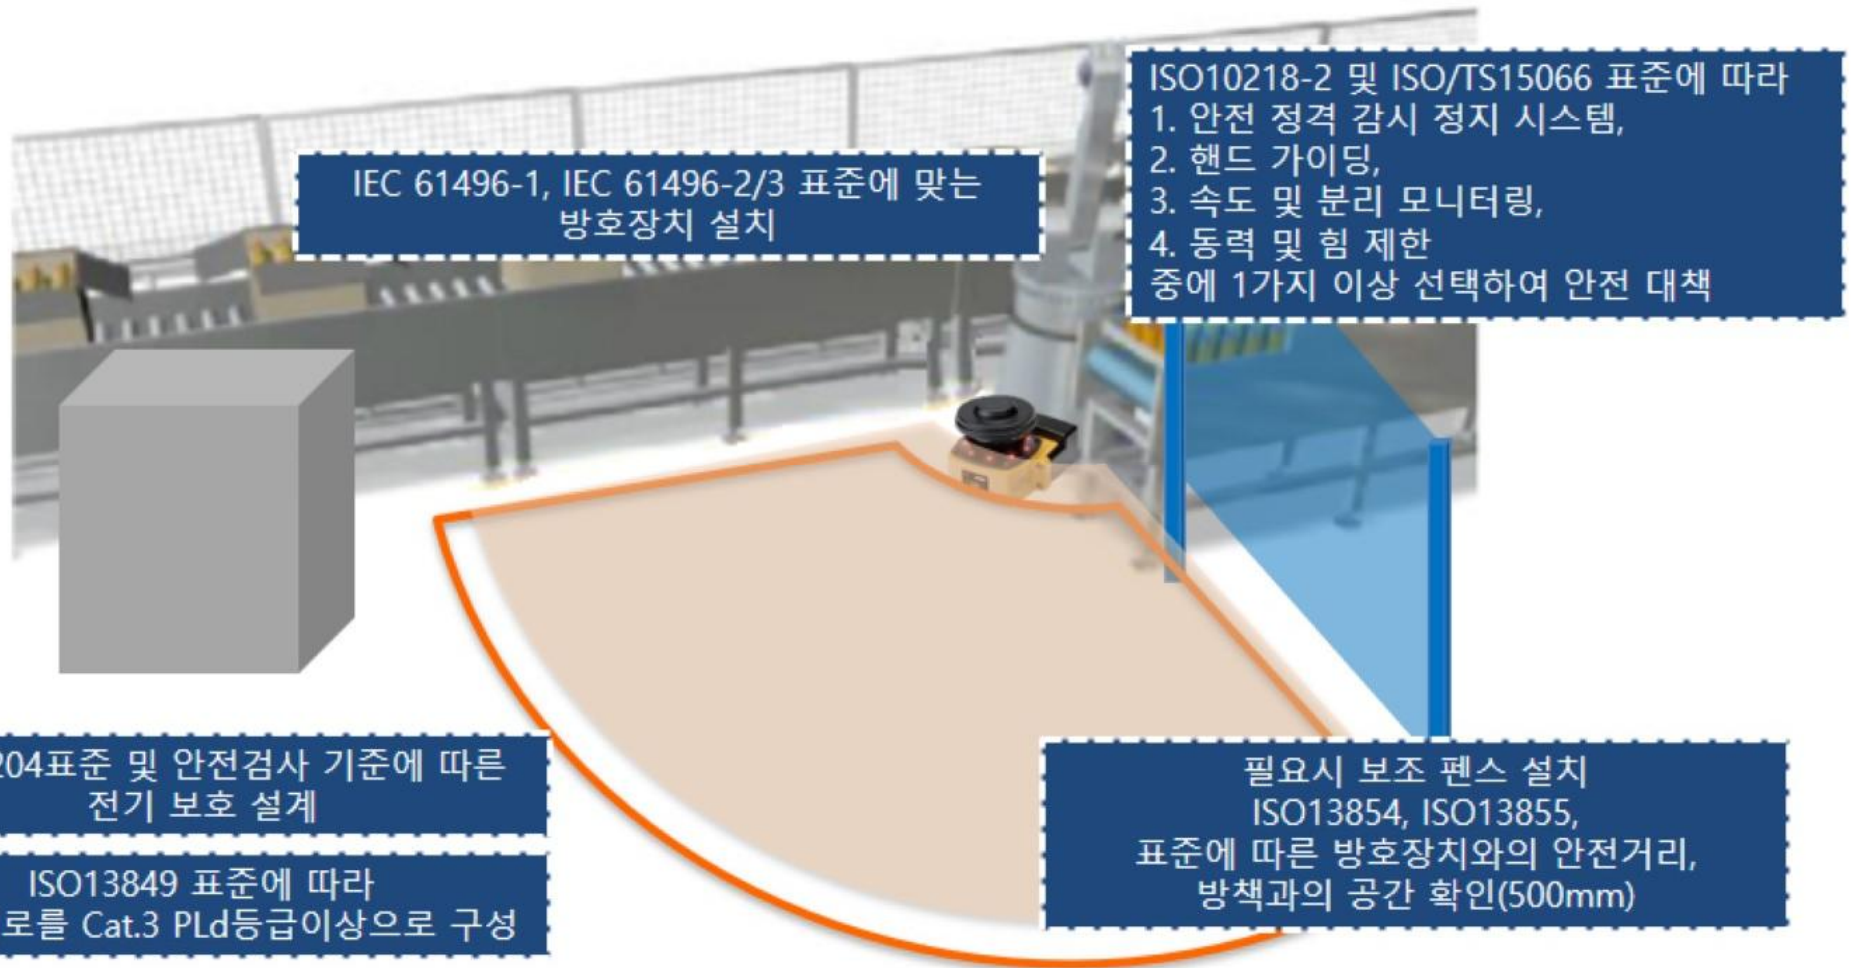 ISO10218-2 및 ISO/TS15066 표준에 따라
1. 안전 정격 감시 정지 시스템,
2. 핸드 가이딩,
3. 속도 및 분리 모니터링,
4. 동력 및 힘 제한
중에 1가지 이상 선택하여 안전 대책
IEC 61496-1, IEC 61496-2/3 표준에 맞는
방호장치 설치
204표준 및 안전검사 기준에 따른
전기 보호 설계
ISO13849 표준에 따라
로를 Cat.3 PLd등급이상으로 구성
필요시 보조 펜스 설치
ISO13854, ISO13855,
표준에 따른 방호장치와의 안전거리,
방책과의 공간 확인(500mm)